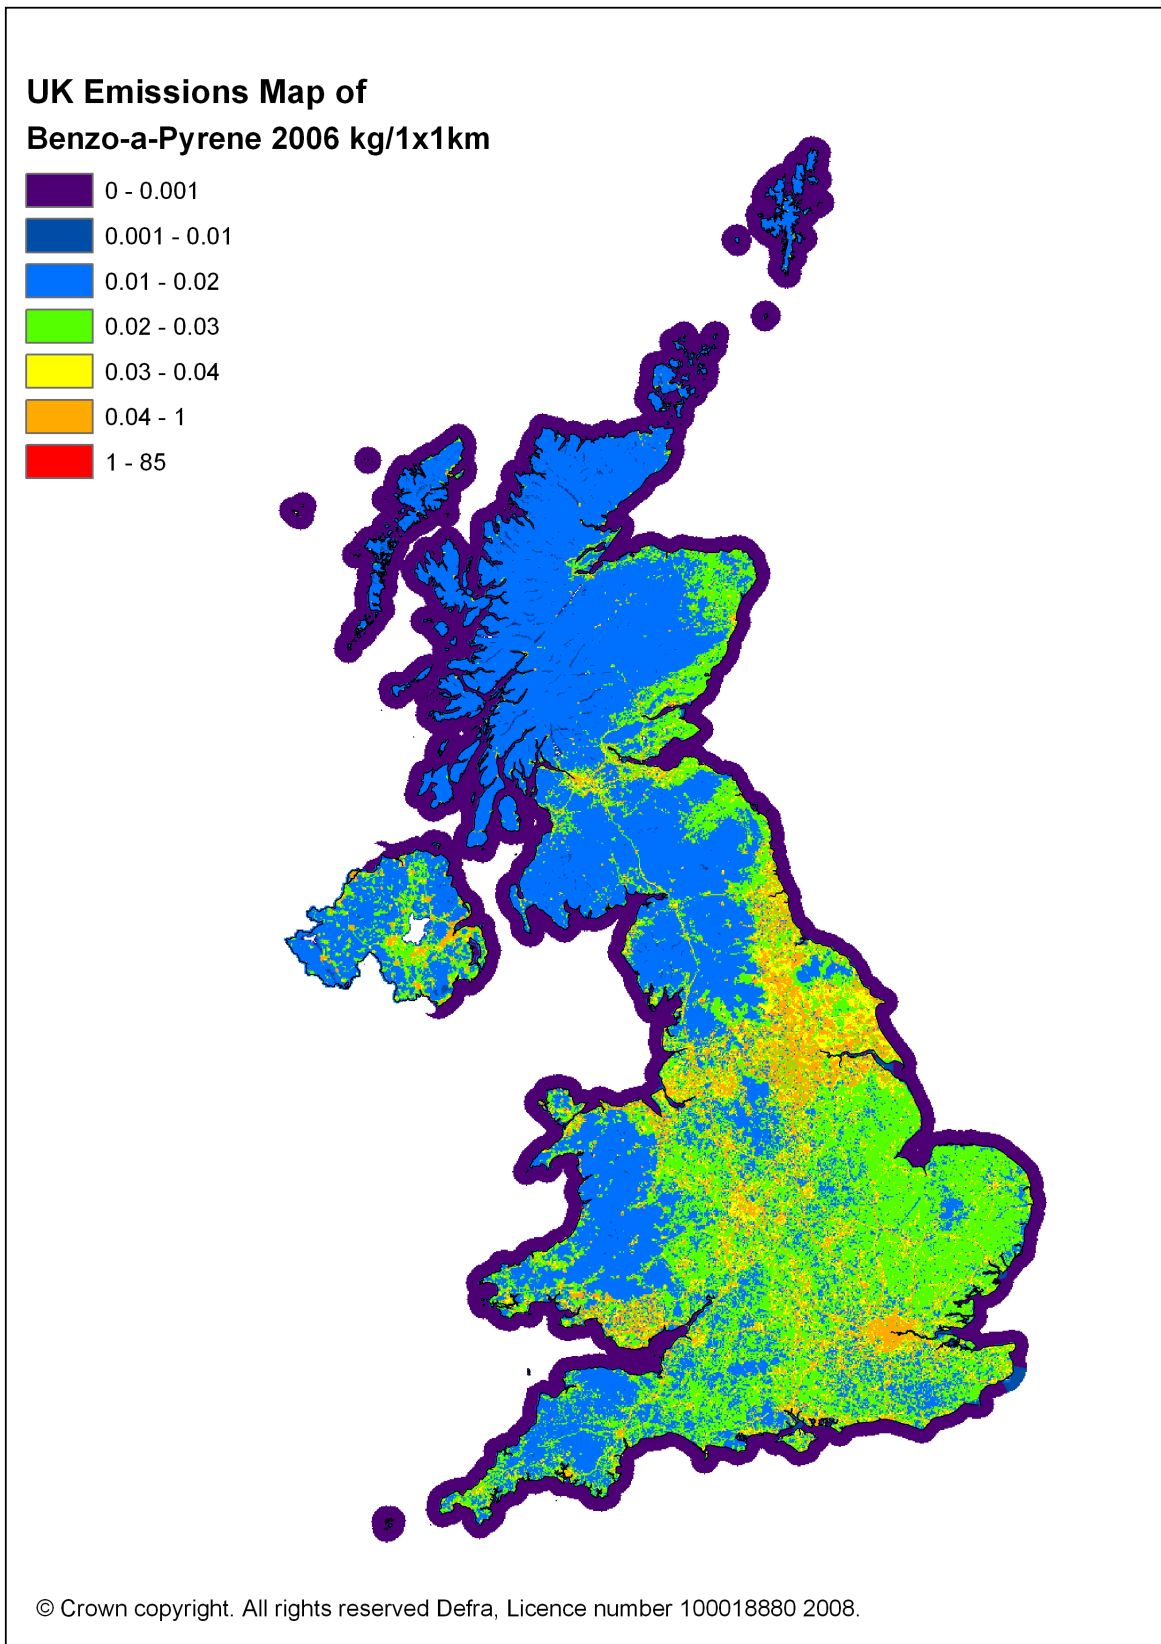 UK Emissions Map of
Benzo-a-Pyrene 2006 kg/1x1km
0 - 0.001
0.001 - 0.01
0.01 - 0.02
0.02 - 0.03
0.03 - 0.04
0.04 - 1
1 - 85
© Crown copyright. All rights reserved Defra, Licence number 100018880 2008.